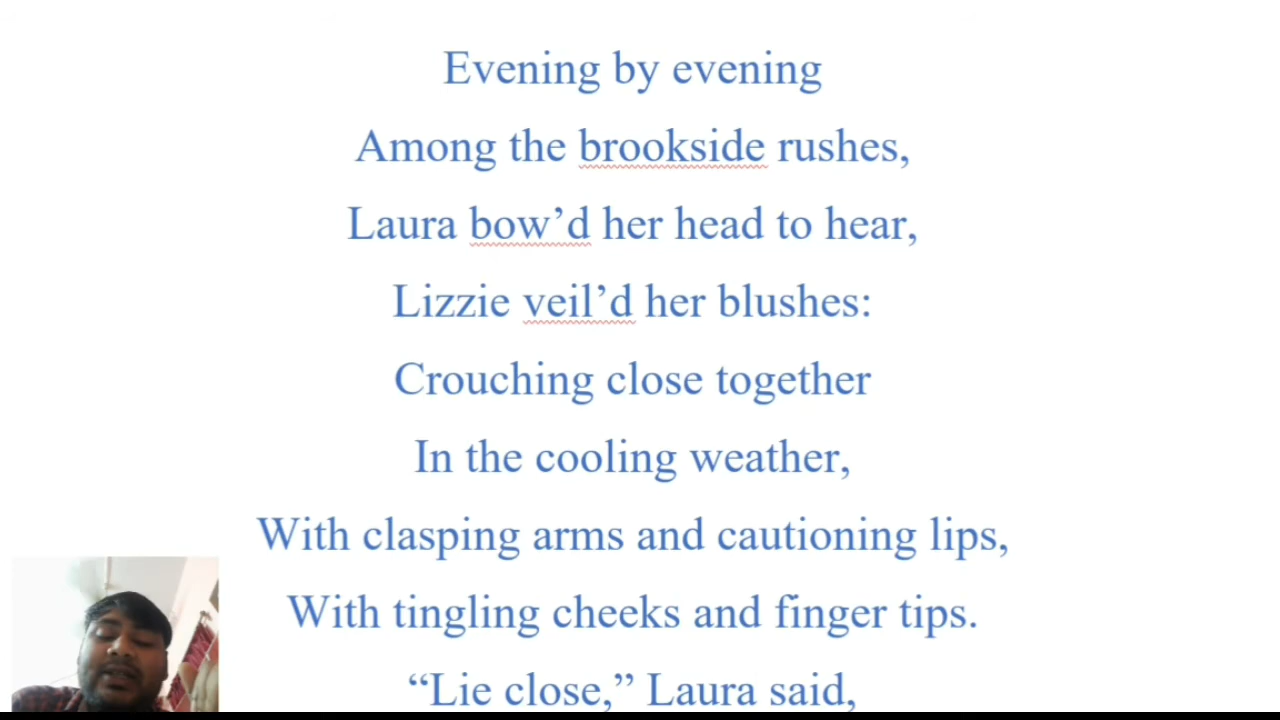 Evening by evening
Among the brookside rushes,
Laura bow’d her head to hear,
Lizzie veil’d her blushes:
Crouching close together
In the cooling weather,
With clasping arms and cautioning lips,
With tingling cheeks and finger tips.
“Lie close,” Laura said,